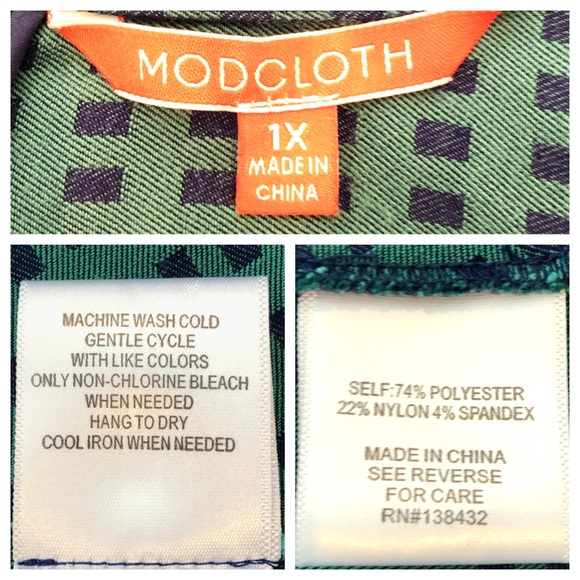 MODCLOTH
1X
MADE IN
CHINA
MACHINE WASH COLD
GENTLE CYCLE
WITH LIKE COLORS
ONLY NON-CHLORINE BLEACH
WHEN NEEDED
HANG TO DRY
COOL IRON WHEN NEEDED
SELF:74% POLYESTER
22% NYLON 4% SPANDEX
MADE IN CHINA
SEE REVERSE
FOR CARE
RN#138432